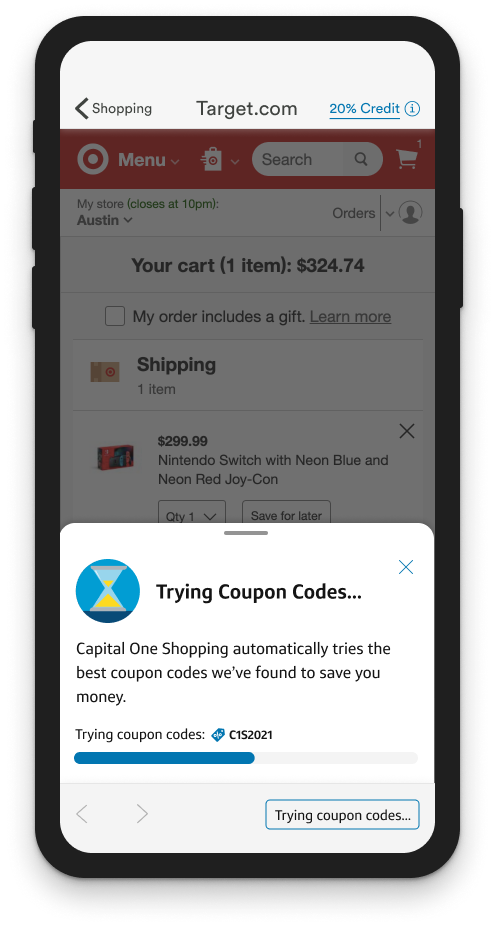 Shopping
Target.com
20% Credit
Menu
Search
1
My store (closes at 10pm):
Austin
Orders
Your cart (1 item): $324.74
My order includes a gift. Learn more
Shipping
1 item
$299.99
Nintendo Switch with Neon Blue and
Neon Red Joy-Con
Qty 1
Save for later
Trying Coupon Codes...
Capital One Shopping automatically tries the
best coupon codes we’ve found to save you
money.
Trying coupon codes: C1S2021
Trying coupon codes...